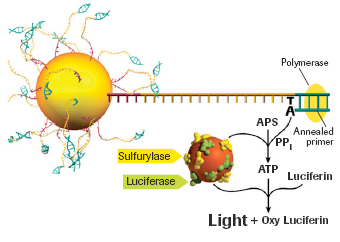 Polymerase
T
A
Annealed
primer
APS
PPI
Sulfurylase
Luciferase
ATP
Luciferin
Light + Oxy Luciferin